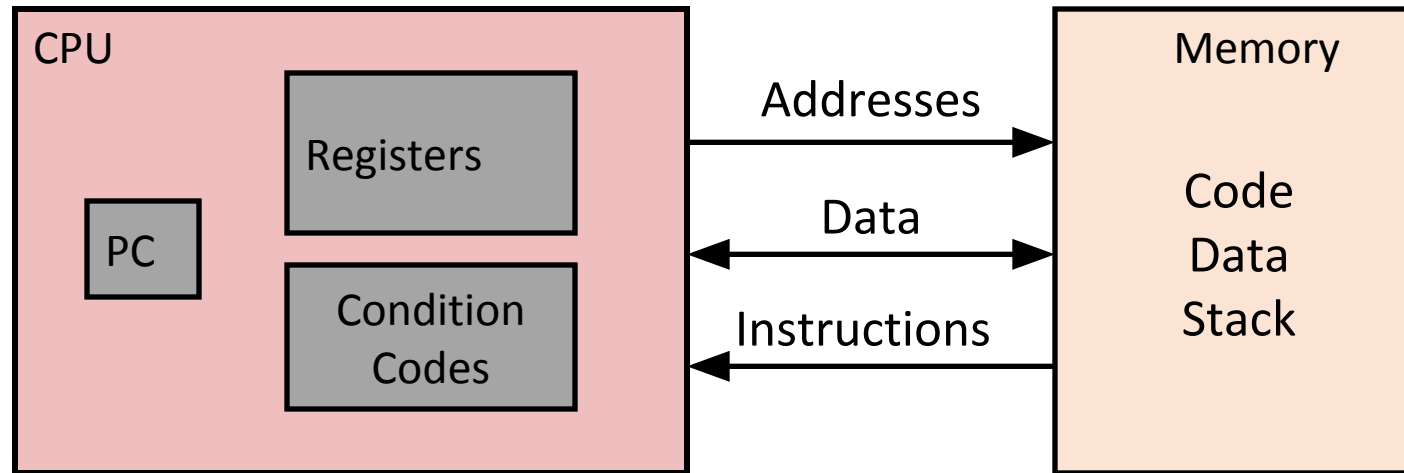 CPU
Registers
PC
Condition
Codes
Addresses
Data
Instructions
Memory
Code
Data
Stack